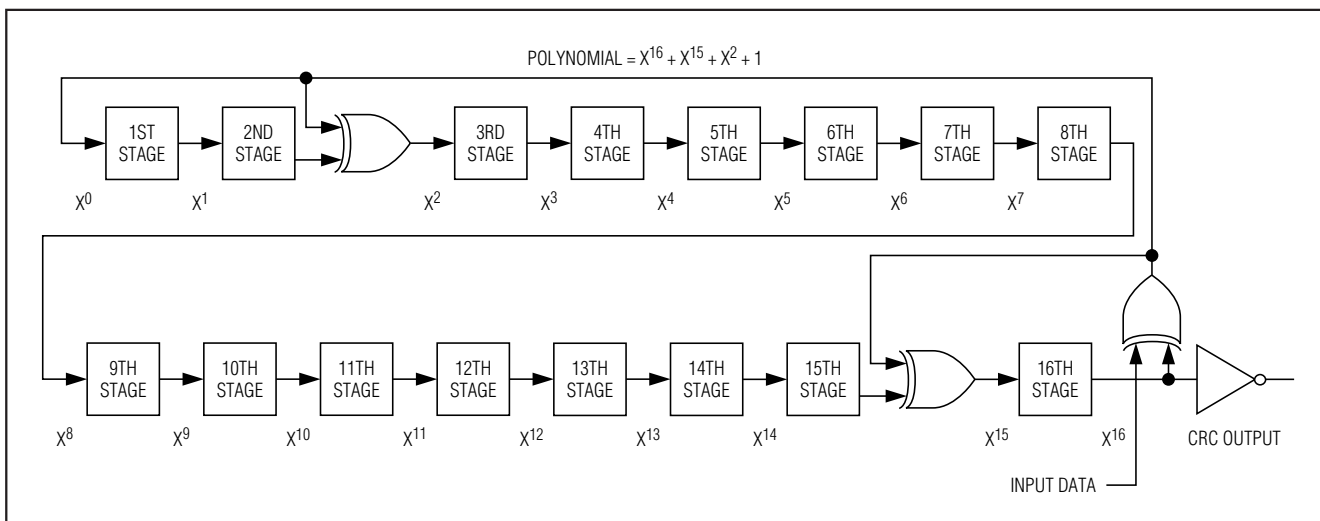 POLYNOMIAL = X¹⁶ + X¹⁵ + X² + 1
1ST
STAGE
2ND
STAGE
3RD
STAGE
4TH
STAGE
5TH
STAGE
6TH
STAGE
7TH
STAGE
8TH
STAGE
X⁰
X¹
X²
X³
X⁴
X⁵
X⁶
X⁷
9TH
STAGE
10TH
STAGE
11TH
STAGE
12TH
STAGE
13TH
STAGE
14TH
STAGE
15TH
STAGE
16TH
STAGE
X⁸
X⁹
X¹⁰
X¹¹
X¹²
X¹³
X¹⁴
X¹⁵
X¹⁶
CRC OUTPUT
INPUT DATA